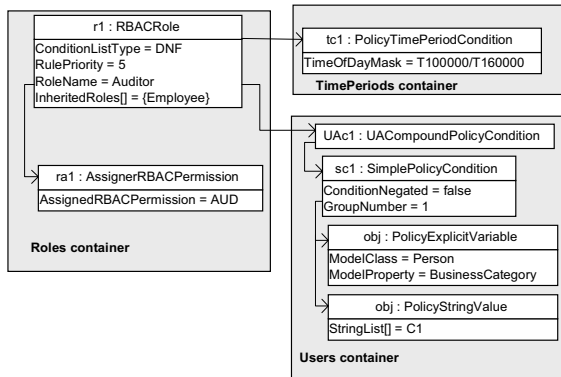 r1 : RBACRole
ConditionListType = DNF
RulePriority = 5
RoleName = Auditor
InheritedRoles[] = {Employee}
ra1 : AssignerRBACPermission
AssignedRBACPermission = AUD
Roles container
tc1 : PolicyTimePeriodCondition
TimeOfDayMask = T100000/T160000
TimePeriods container
UAc1 : UACompoundPolicyCondition
sc1 : SimplePolicyCondition
ConditionNegated = false
GroupNumber = 1
obj : PolicyExplicitVariable
ModelClass = Person
ModelProperty = BusinessCategory
obj : PolicyStringValue
StringList[] = C1
Users container